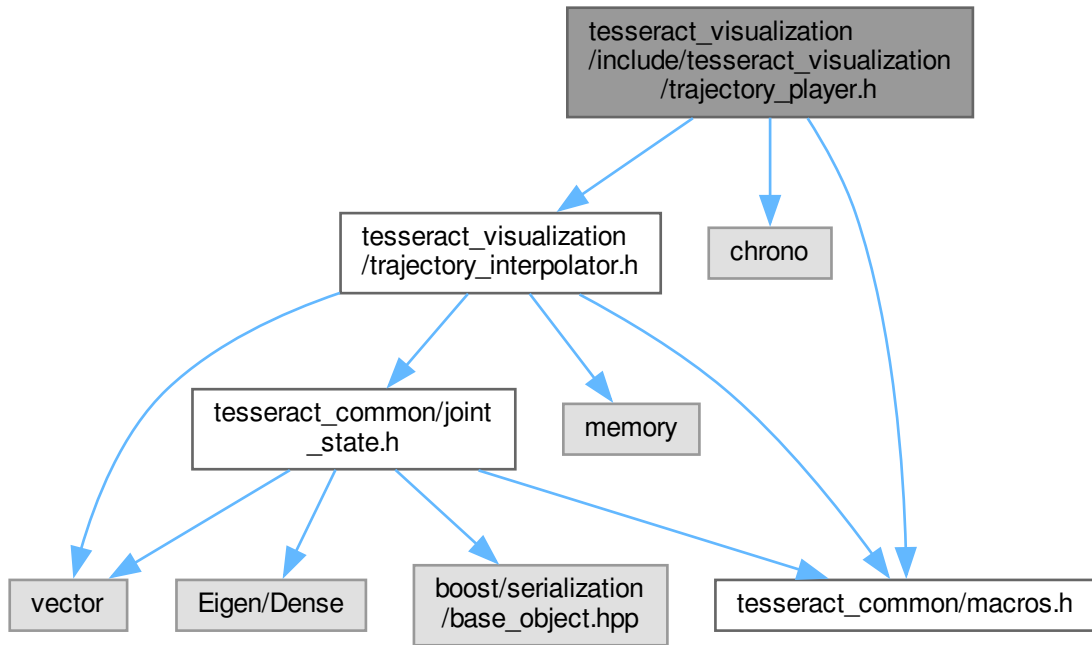 tesseract_visualization
/include/tesseract_visualization
/trajectory_player.h
tesseract_visualization
/trajectory_interpolator.h
chrono
tesseract_common/joint
_state.h
memory
vector
Eigen/Dense
boost/serialization
/base_object.hpp
tesseract_common/macros.h